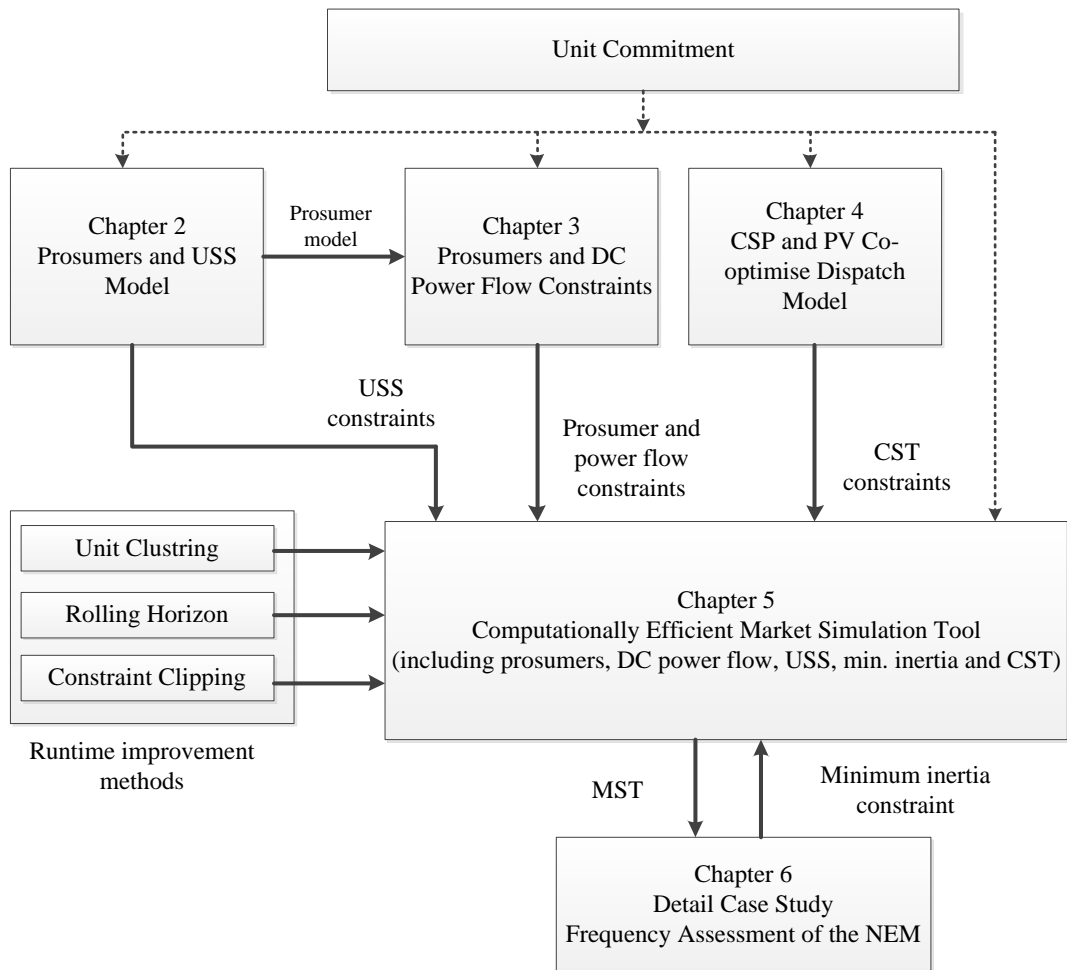 Unit Commitment
Chapter 2
Prosumers and USS
Model
Prosumer
model
Chapter 3
Prosumers and DC
Power Flow Constraints
Chapter 4
CSP and PV Co-
optimise Dispatch
Model
USS
constraints
Prosumer and
power flow
constraints
CST
constraints
Unit Clustring
Rolling Horizon
Constraint Clipping
Runtime improvement
methods
Chapter 5
Computationally Efficient Market Simulation Tool
(including prosumers, DC power flow, USS, min. inertia and CST)
MST
Minimum inertia
constraint
Chapter 6
Detail Case Study
Frequency Assessment of the NEM